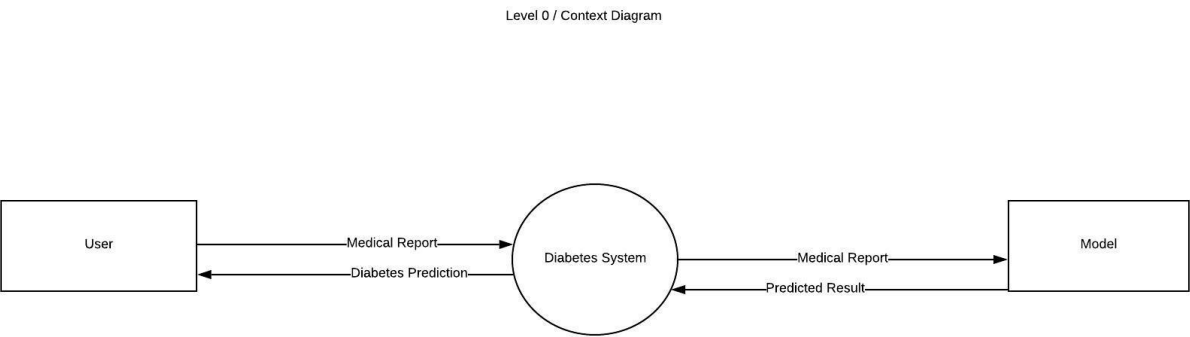 Level 0 / Context Diagram
User
Medical Report
Diabetes Prediction
Diabetes System
Medical Report
Predicted Result
Model